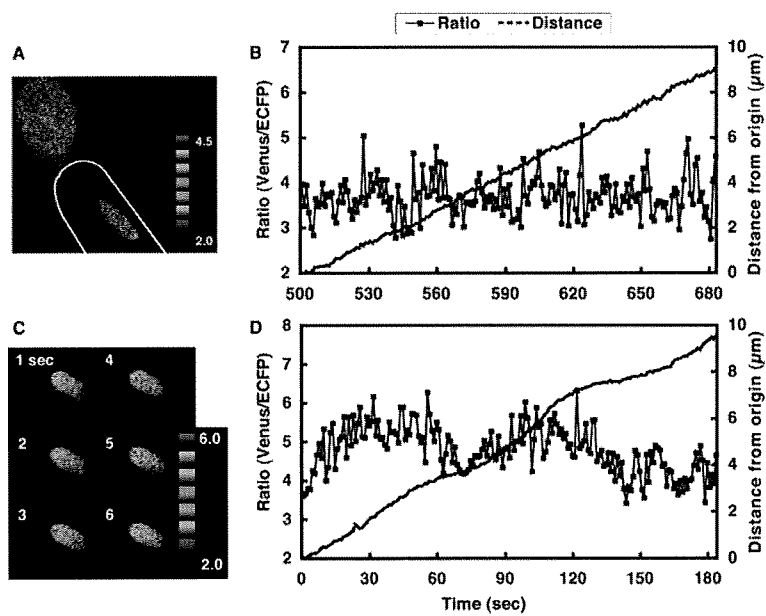 Ratio Distance
A
4.5
2.0
B
7
6
5
4
3
2
10
8
6
4
2
0
500 530 560 590 620 650 680
Ratio (Venus/ECFP)
Distance from origin (µm)
C
1 sec 4
2 5
3 6
6.0
2.0
D
8
7
6
5
4
3
2
10
8
6
4
2
0
0 30 60 90 120 150 180
Ratio (Venus/ECFP)
Distance from origin (µm)
Time (sec)